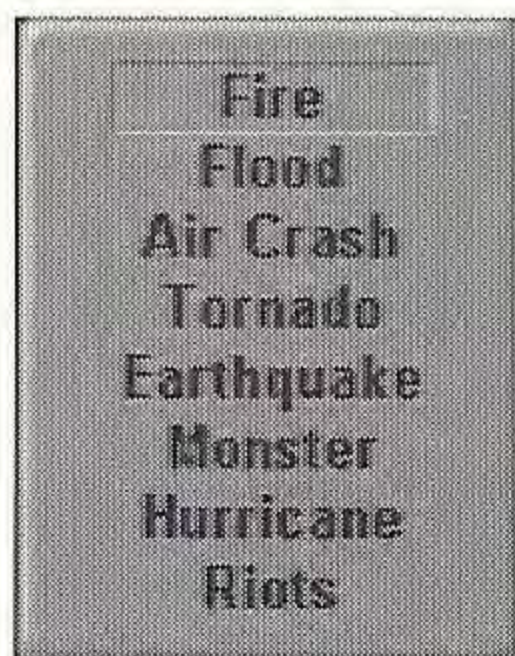 Fire
Flood
Air Crash
Tornado
Earthquake
Monster
Hurricane
Riots